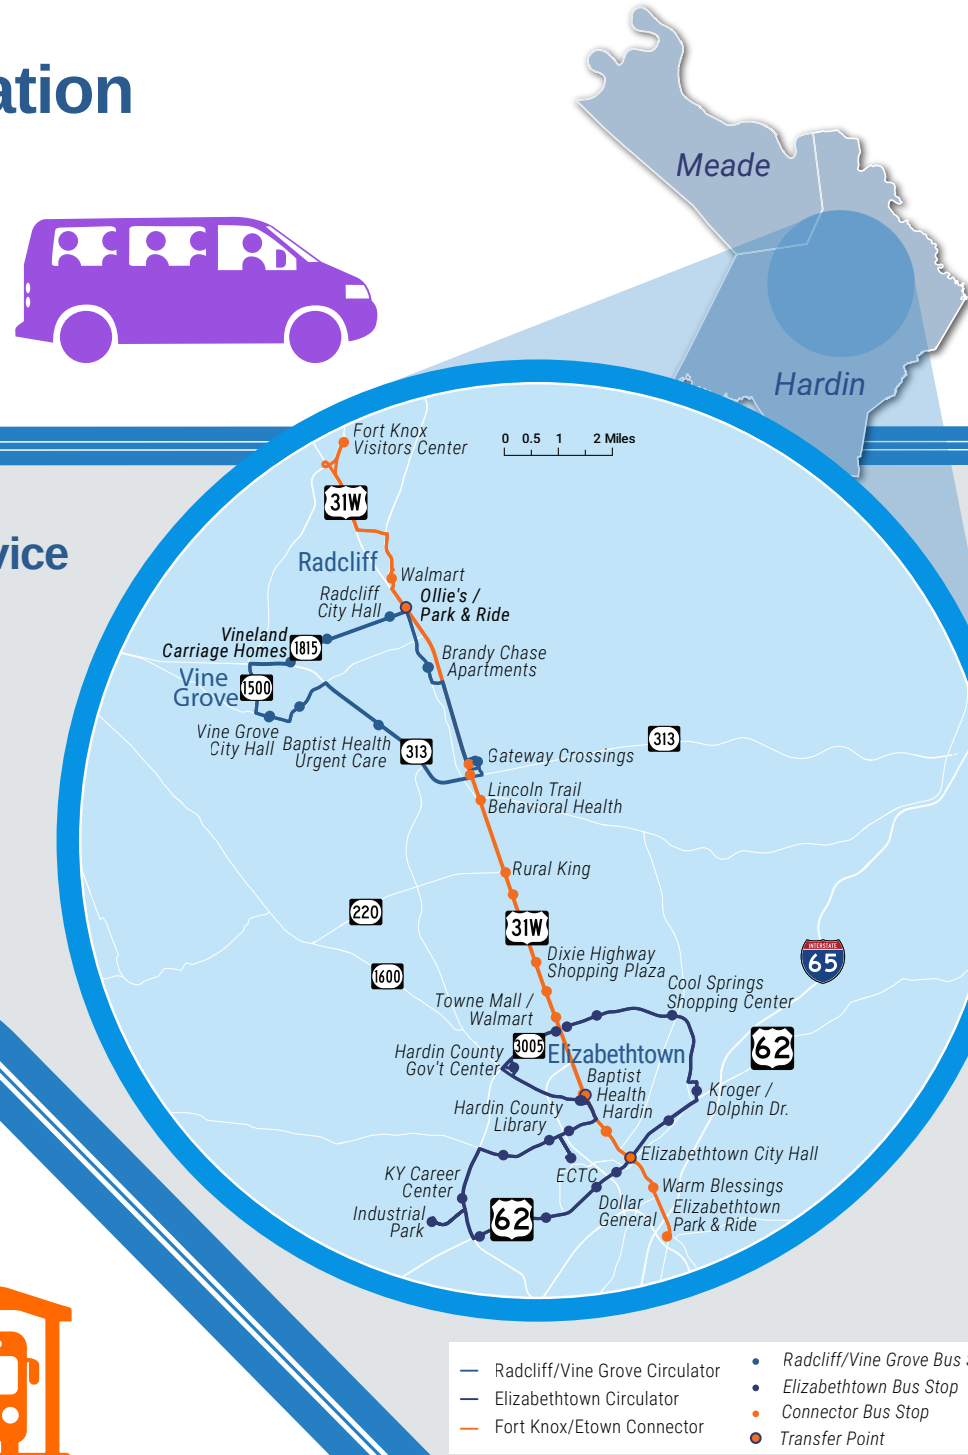 ation
Meade
Hardin
vice
Fort Knox
Visitors Center
0 0.5 1 2 Miles
31W
Radcliff
Walmart
Radcliff
City Hall
Ollie's /
Park & Ride
Vineland
Carriage Homes
1815
Brandy Chase
Apartments
Vine
Grove
1500
Vine Grove
City Hall
Baptist Health
Urgent Care
313
313
Gateway Crossings
Lincoln Trail
Behavioral Health
Rural King
220
31W
1600
Dixie Highway
Shopping Plaza
INTERSTATE
65
Cool Springs
Shopping Center
Towne Mall /
Walmart
62
3005
Elizabethtown
Hardin County
Gov't Center
Baptist
Health
Hardin
Kroger /
Dolphin Dr.
Hardin County
Library
Elizabethtown City Hall
ECTC
KY Career
Center
Warm Blessings
Industrial
Park
62
Dollar
General
Elizabethtown
Park & Ride
Radcliff/Vine Grove Circulator
Elizabethtown Circulator
Fort Knox/Etown Connector
Radcliff/Vine Grove Bus
Elizabethtown Bus Stop
Connector Bus Stop
Transfer Point